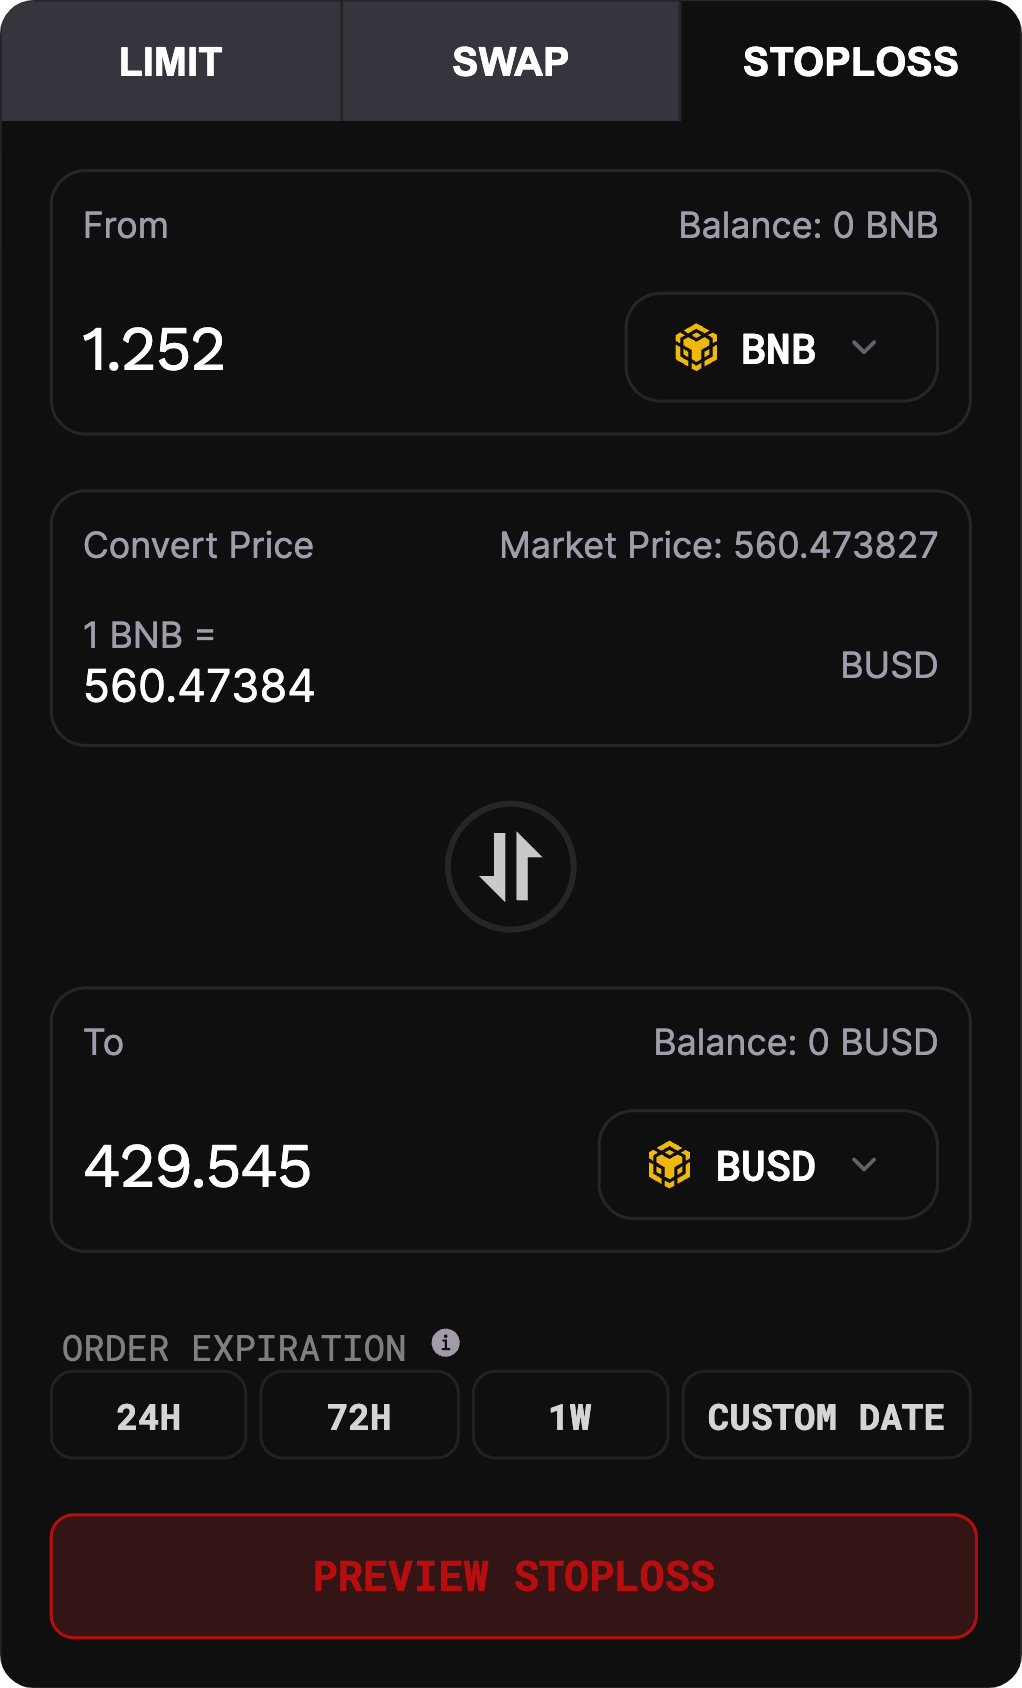 LIMIT SWAP STOPLOSS
From Balance: 0 BNB
1.252 BNB
Convert Price Market Price: 560.473827
1 BNB =
560.47384 BUSD
To Balance: 0 BUSD
429.545 BUSD
ORDER EXPIRATION i
24H 72H 1W CUSTOM DATE
PREVIEW STOPLOSS